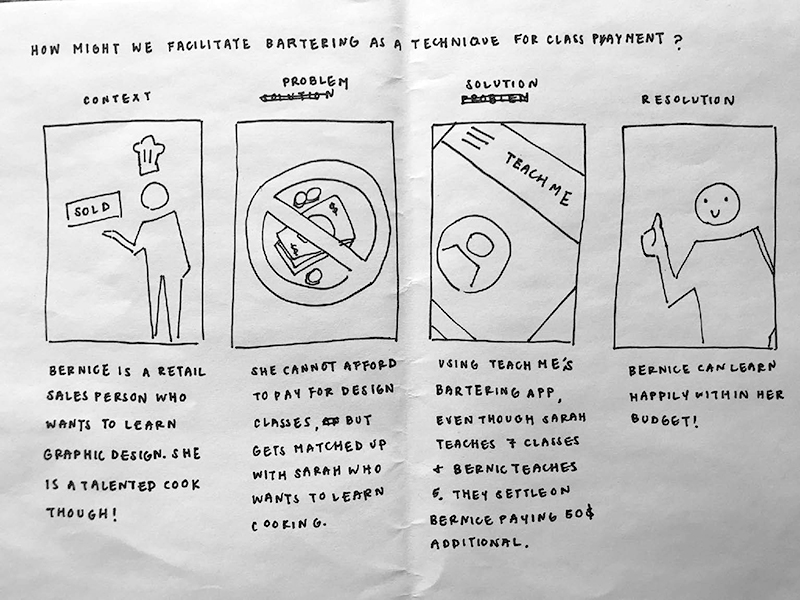 HOW MIGHT WE FACILITATE BARTERING AS A TECHNIQUE FOR CLASS PAYMENT?
CONTEXT
SOLD
BERNICE IS A RETAIL
SALES PERSON WHO
WANTS TO LEARN
GRAPHIC DESIGN. SHE
IS A TALENTED COOK
THOUGH!
PROBLEM
SOLUTION
SHE CANNOT AFFORD
TO PAY FOR DESIGN
CLASSES, BUT
GETS MATCHED UP
WITH SARAH WHO
WANTS TO LEARN
COOKING.
SOLUTION
PROBLEM
TEACH ME
USING TEACH ME'S
BARTERING APP,
EVEN THOUGH SARAH
TEACHES 7 CLASSES
+ BERNIC TEACHES
5. THEY SETTLE ON
BERNICE PAYING 50$
ADDITIONAL.
RESOLUTION
BERNICE CAN LEARN
HAPPILY WITHIN HER
BUDGET!